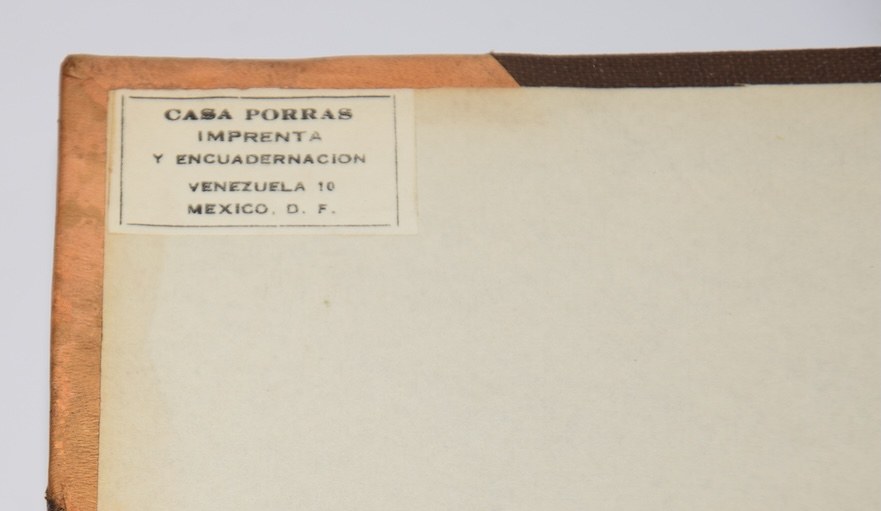 CASA PORRAS
IMPRENTA
Y ENCUADERNACION
VENEZUELA 10
MEXICO, D. F.